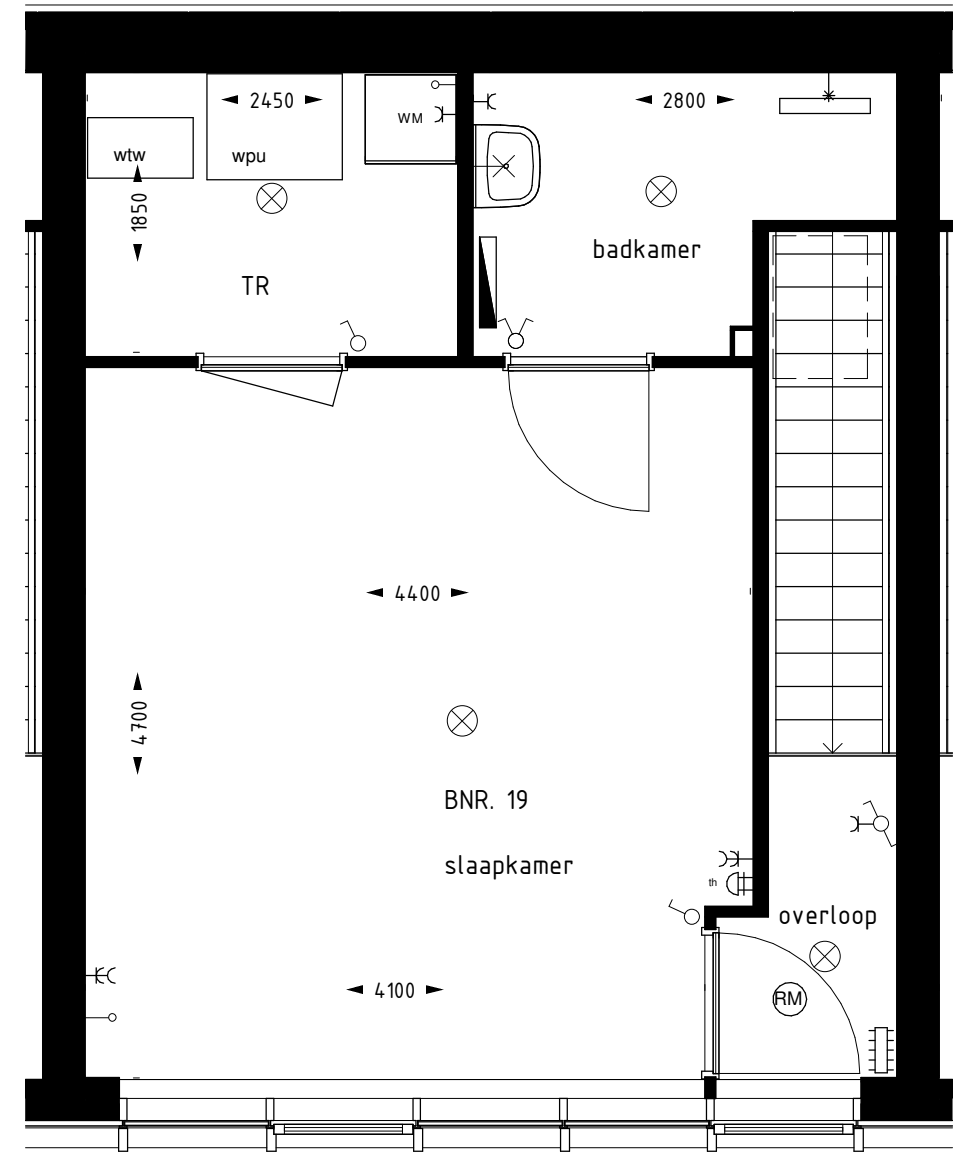 2450
2800
WM
wtw
wpu
1850
badkamer
TR
4400
4700
BNR. 19
slaapkamer
th
overloop
4100
RM